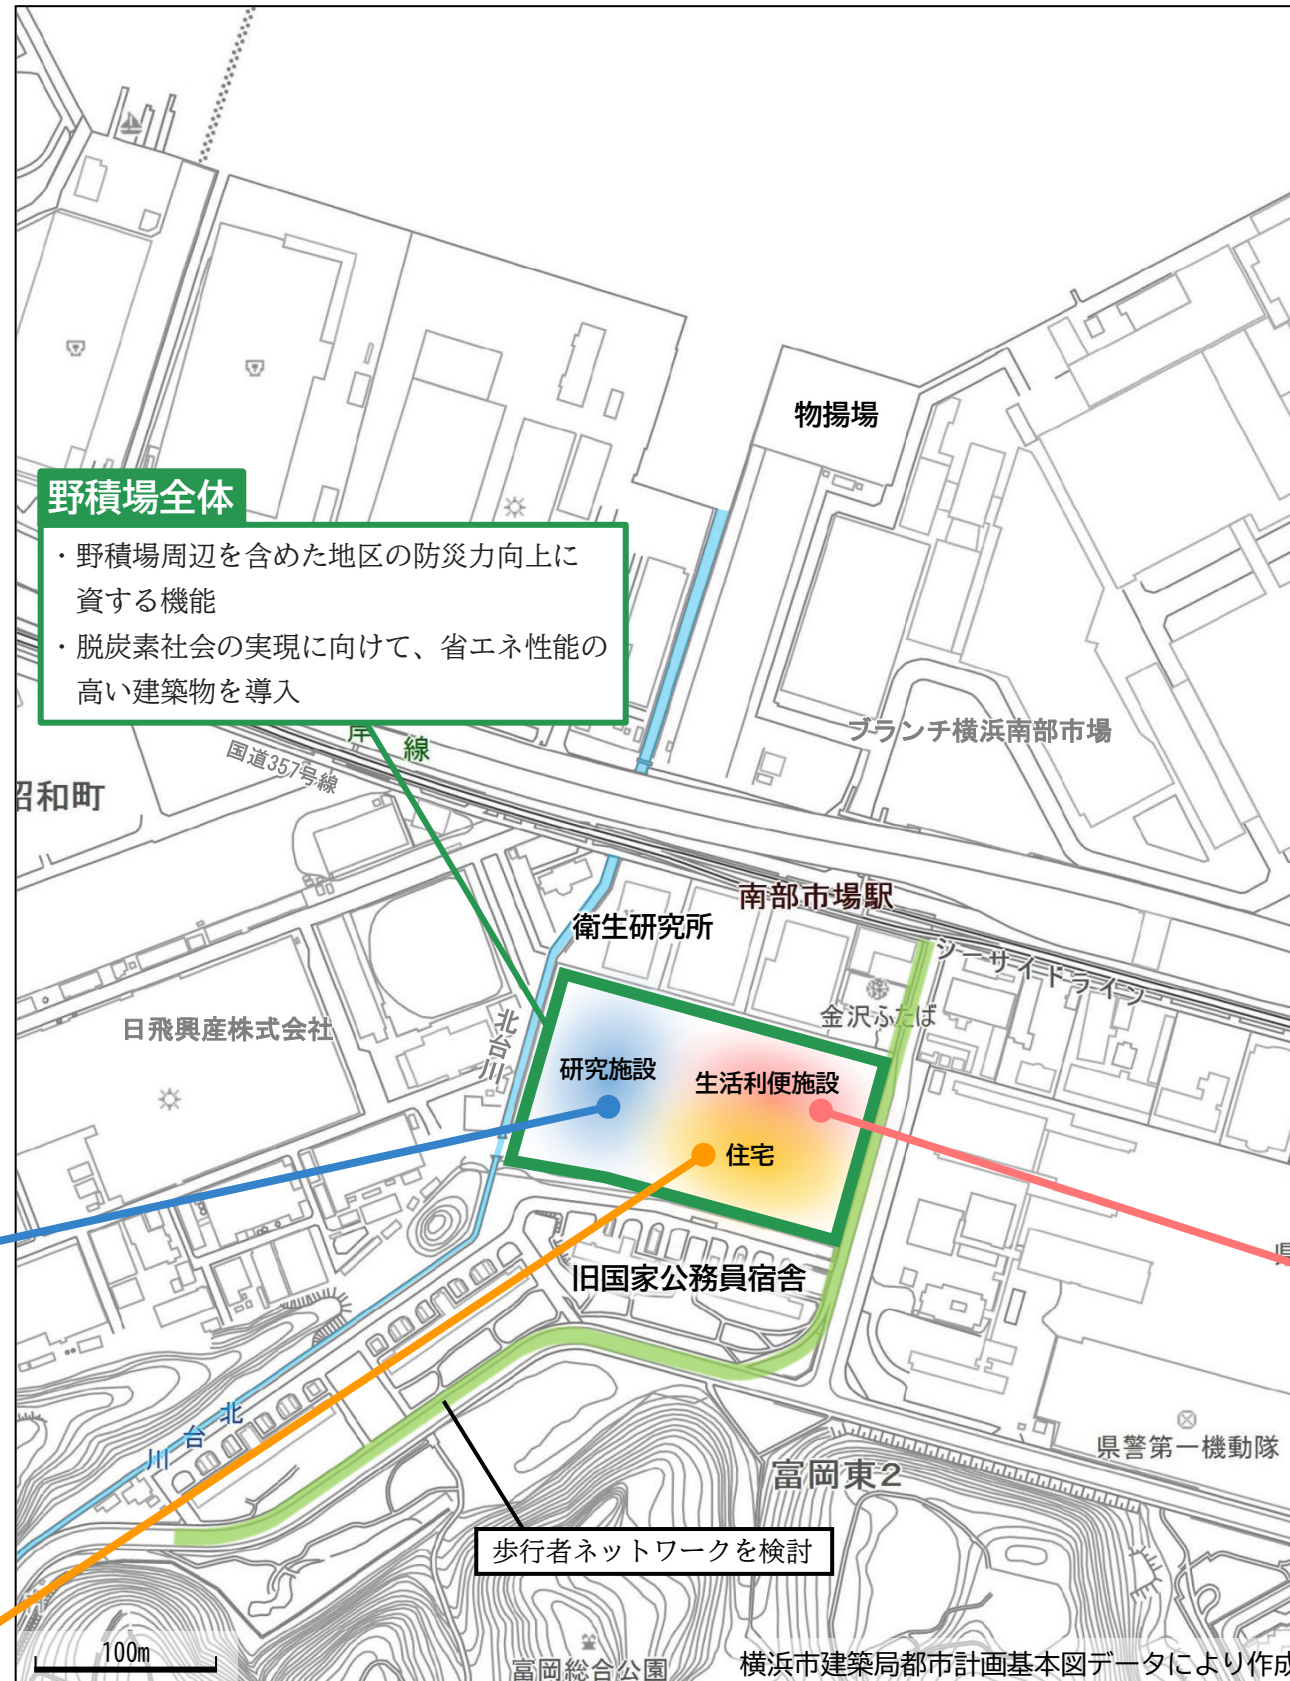 物揚場
野積場全体
・野積場周辺を含めた地区の防災力向上に
資する機能
・脱炭素社会の実現に向けて、省エネ性能の
高い建築物を導入
岸線
国道357号線
ブランチ横浜南部市場
昭和町
南部市場駅
衛生研究所
シーサイドライン
金沢ふたば
日飛興産株式会社
北台川
研究施設
生活利便施設
住宅
旧国家公務員宿舎
北台川
県警第一機動隊
富岡東2
歩行者ネットワークを検討
100m
富岡総合公園
横浜市建築局都市計画基本図データにより作成